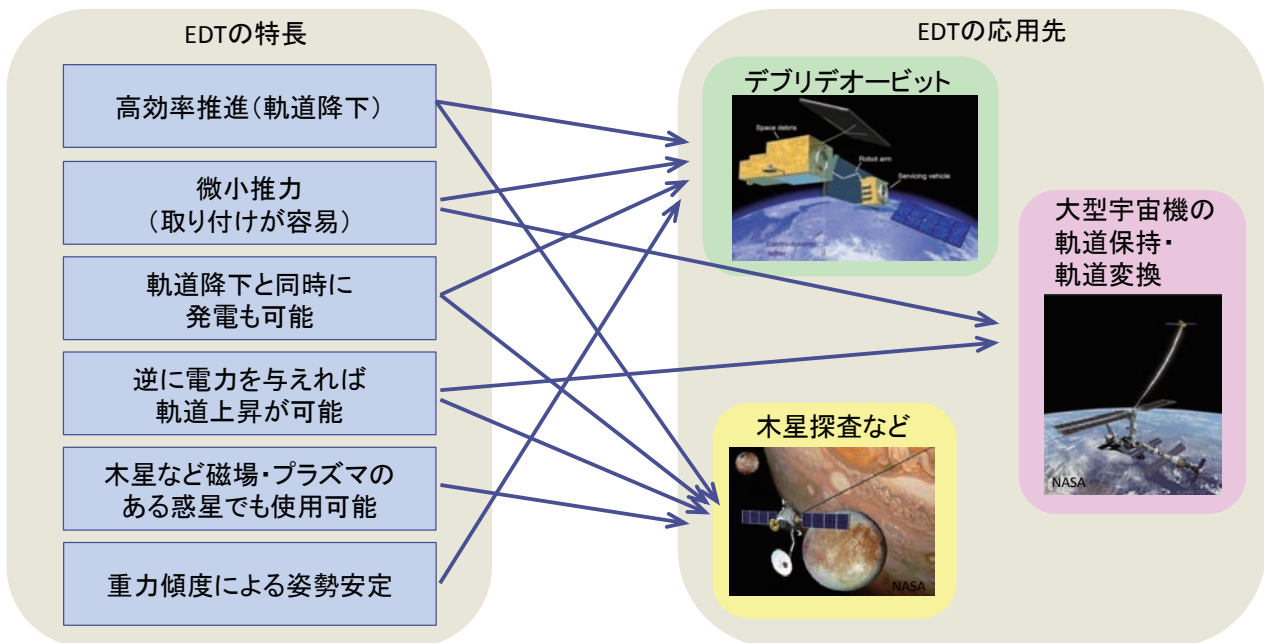 EDTの特長
高効率推進(軌道降下)
微小推力
(取り付けが容易)
軌道降下と同時に
発電も可能
逆に電力を与えれば
軌道上昇が可能
木星など磁場・プラズマの
ある惑星でも使用可能
重力傾度による姿勢安定
EDTの応用先
デブリデオービット
Space debris
Robot arm
Servicing vehicle
Electro-dynamic
tether
大型宇宙機の
軌道保持・
軌道変換
NASA
木星探査など
NASA